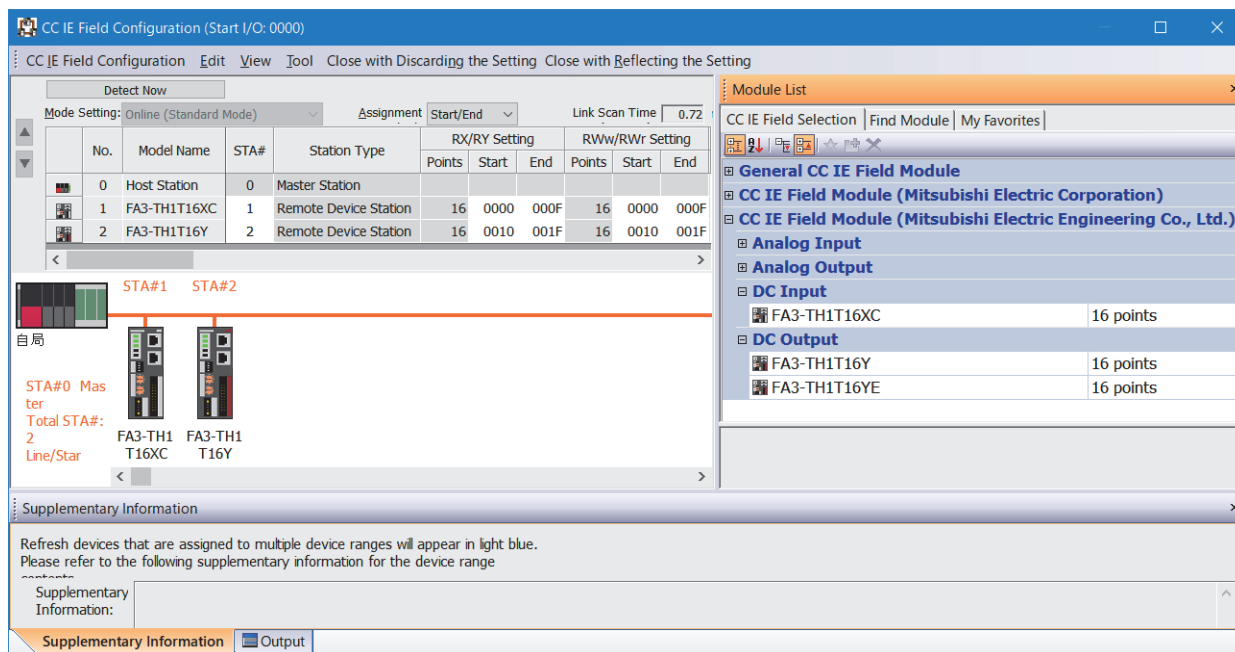 CC IE Field Configuration (Start I/O: 0000)
CC IE Field Configuration Edit View Tool Close with Discarding the Setting Close with Reflecting the Setting
Detect Now
Mode Setting: Online (Standard Mode) Assignment Start/End Link Scan Time 0.72
No. Model Name STA# Station Type RX/RY Setting RWw/RWr Setting
Points Start End Points Start End
0 Host Station 0 Master Station
1 FA3-TH1T16XC 1 Remote Device Station 16 0000 000F 16 0000 000F
2 FA3-TH1T16Y 2 Remote Device Station 16 0010 001F 16 0010 001F
STA#1 STA#2
自局
STA#0 Mas
ter
Total STA#:
2
Line/Star
FA3-TH1
T16XC
FA3-TH1
T16Y
Module List
CC IE Field Selection Find Module My Favorites
General CC IE Field Module
CC IE Field Module (Mitsubishi Electric Corporation)
CC IE Field Module (Mitsubishi Electric Engineering Co., Ltd.)
Analog Input
Analog Output
DC Input
FA3-TH1T16XC 16 points
DC Output
FA3-TH1T16Y 16 points
FA3-TH1T16YE 16 points
Supplementary Information
Refresh devices that are assigned to multiple device ranges will appear in light blue.
Please refer to the following supplementary information for the device range
Supplementary
Information:
Supplementary Information Output